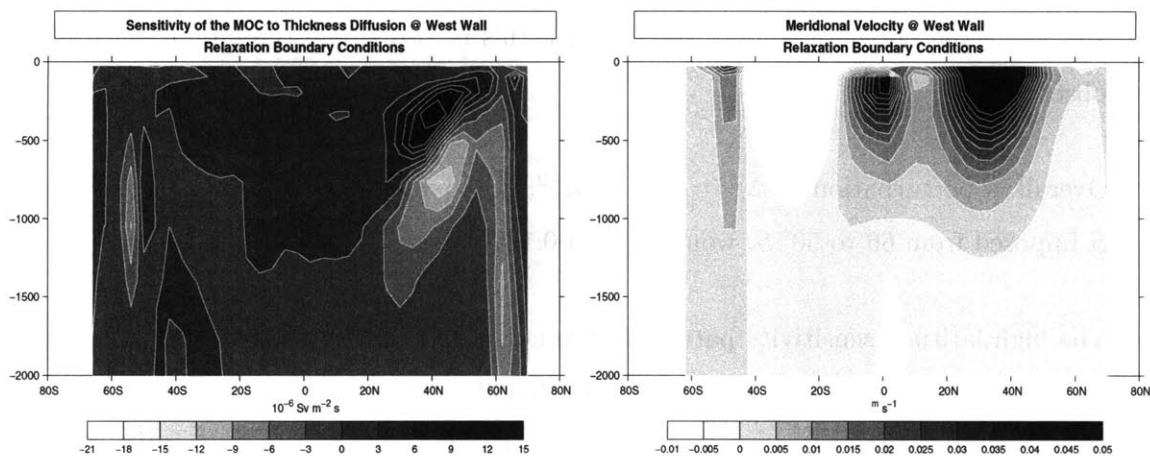 Sensitivity of the MOC to Thickness Diffusion @ West Wall
Relaxation Boundary Conditions
0
−500
−1000
−1500
−2000
80S 60S 40S 20S 0 20N 40N 60N 80N
10−6 Sv m−2 s
−21 −18 −15 −12 −9 −6 −3 0 3 6 9 12 15
Meridional Velocity @ West Wall
Relaxation Boundary Conditions
0
−500
−1000
−1500
−2000
80S 60S 40S 20S 0 20N 40N 60N 80N
m s−1
−0.01 −0.005 0 0.005 0.01 0.015 0.02 0.025 0.03 0.035 0.04 0.045 0.05